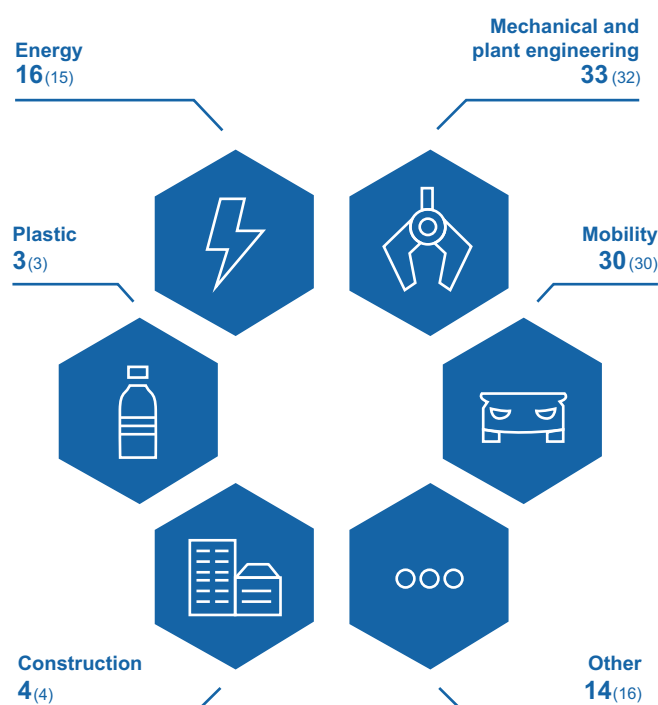 Energy
16(15)
Mechanical and
plant engineering
33 (32)
Plastic
3(3)
Mobility
30(30)
Construction
4(4)
Other
14(16)